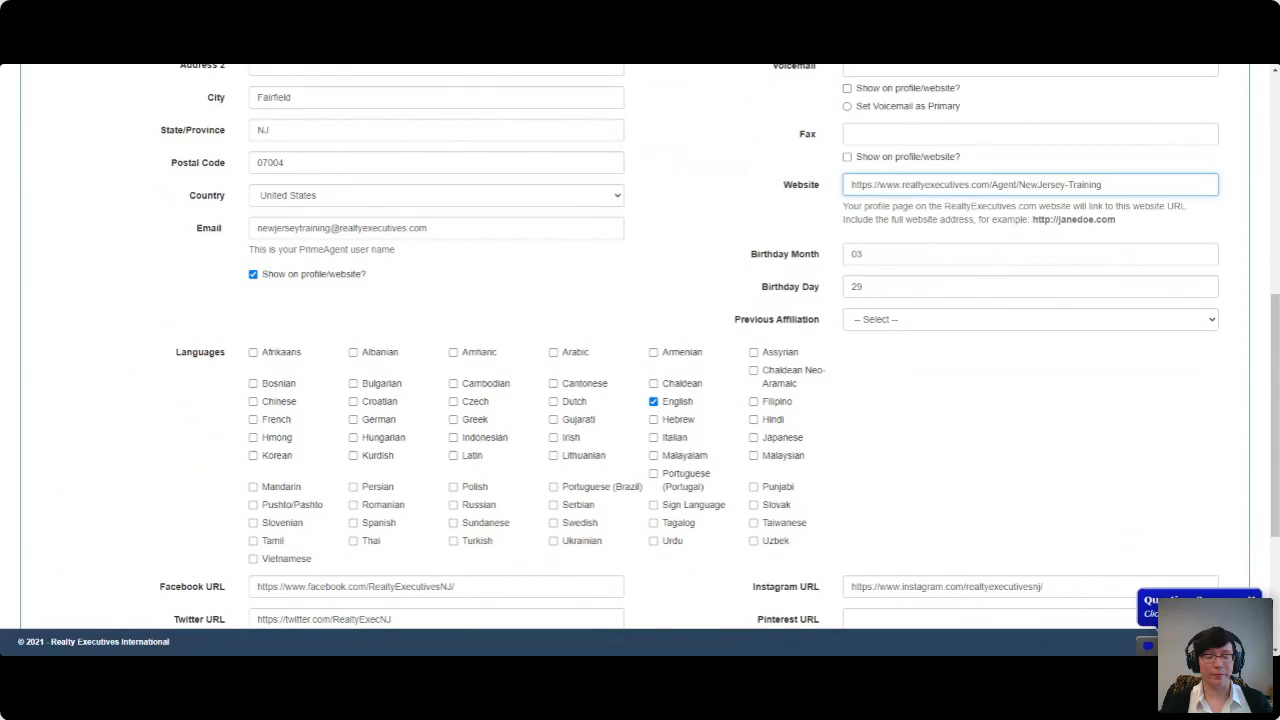 Address 2
Voicemail
Show on profile/website?
City Fairfield
Set Voicemail as Primary
State/Province NJ
Fax
Show on profile/website?
Postal Code 07004
Website https://www.realtyexecutives.com/Agent/NewJersey-Training
Country United States
Your profile page on the RealtyExecutives.com website will link to this website URL.
Include the full website address, for example: http://janedoe.com
Email newjerseytraining@realtyexecutives.com
This is your PrimeAgent user name
Birthday Month 03
Show on profile/website?
Birthday Day 29
Previous Affiliation -- Select --
Languages Afrikaans Albanian Amharic Arabic Armenian Assyrian
Bosnian Bulgarian Cambodian Cantonese Chaldean Chaldean Neo-
Aramaic
Chinese Croatian Czech Dutch English Filipino
French German Greek Gujarati Hebrew Hindi
Hmong Hungarian Indonesian Irish Italian Japanese
Korean Kurdish Latin Lithuanian Malayalam Malaysian
Mandarin Persian Polish Portuguese (Brazil) Portuguese
(Portugal) Punjabi
Pushto/Pashto Romanian Russian Serbian Sign Language Slovak
Slovenian Spanish Sundanese Swedish Tagalog Taiwanese
Tamil Thai Turkish Ukrainian Urdu Uzbek
Vietnamese
Facebook URL https://www.facebook.com/RealtyExecutivesNJ/
Instagram URL https://www.instagram.com/realtyexecutivesnj/
Twitter URL https://twitter.com/RealtyExecNJ
Pinterest URL
© 2021 - Realty Executives International